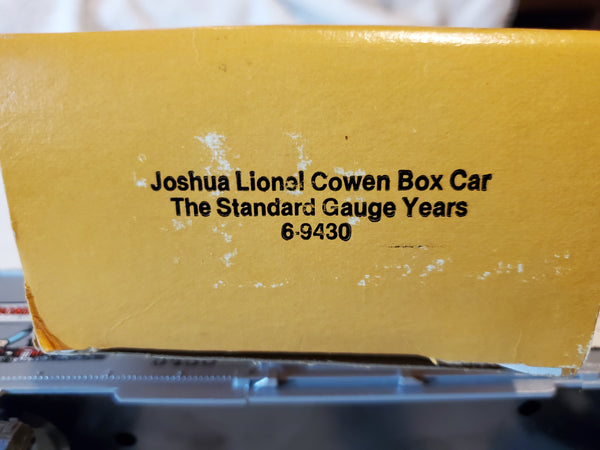 Joshua Lionel Cowen Box Car
The Standard Gauge Years
6-9430